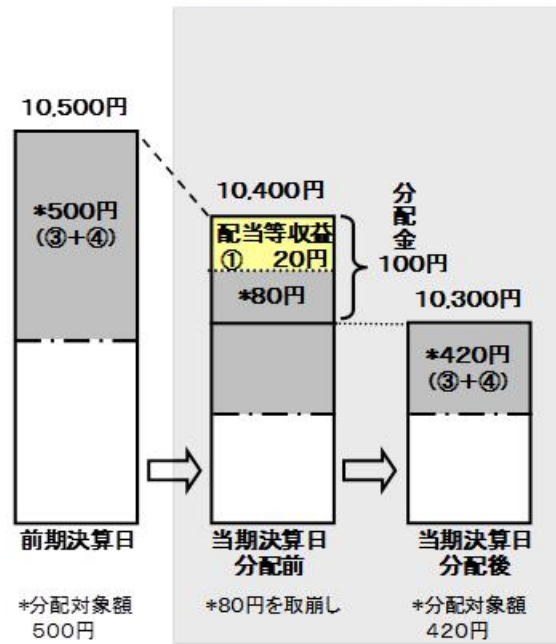 10,500円
*500円
(③+④)
前期決算日
*分配対象額
500円
10,400円
配当等収益
① 20円
*80円
分配金
100円
当期決算日
分配前
*80円を取崩し
10,300円
*420円
(③+④)
当期決算日
分配後
*分配対象額
420円